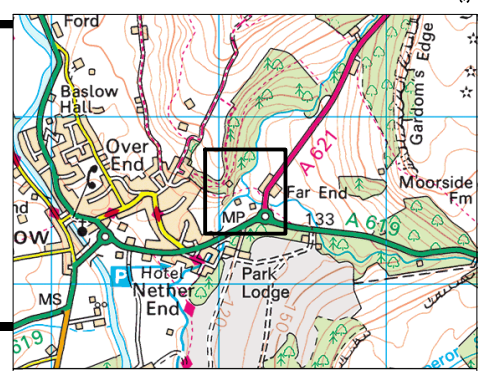 Ford
Gardom's Edge
Baslow
Hall
Over
End
A 621
Far End
Moorside
Fm
MP
133
A 619
OW
P
Hotel
Park
Lodge
Nether
End
MS
120
150
619